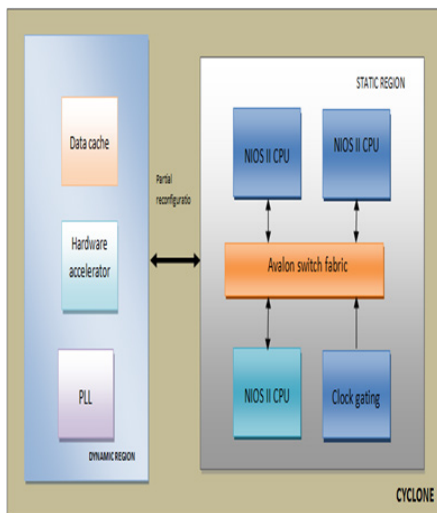 Data cache
Hardware
accelerator
PLL
DYNAMIC REGION
Partial
reconfiguratio
STATIC REGION
NIOS II CPU
NIOS II CPU
Avalon switch fabric
NIOS II CPU
Clock gating
CYCLONE